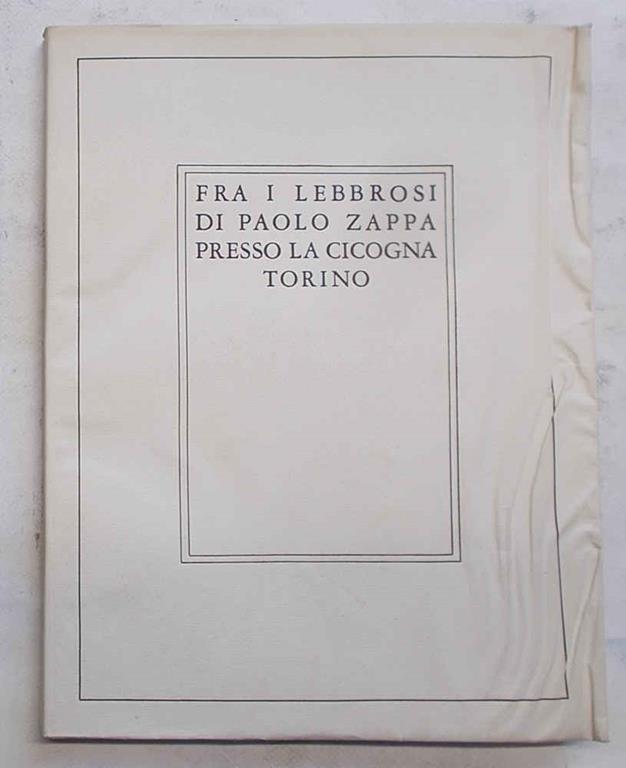 FRA I LEBBROSI
DI PAOLO ZAPPA
PRESSO LA CICOGNA
TORINO